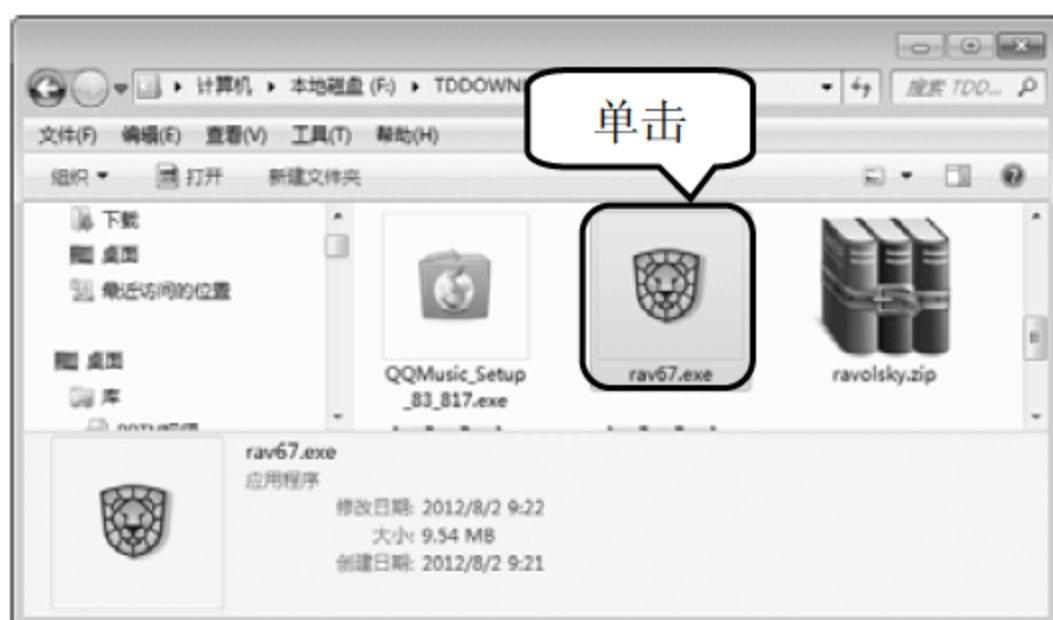 计算机 ▸ 本地磁盘 (F:) ▸ TDDOWN
搜索 TDD...
单击
文件(F) 编辑(E) 查看(V) 工具(T) 帮助(H)
组织 打开 新建文件夹
下载
桌面
最近访问的位置
桌面
库
QQMusic_Setup
_83_817.exe
rav67.exe
ravolsky.zip
rav67.exe
应用程序
修改日期: 2012/8/2 9:22
大小: 9.54 MB
创建日期: 2012/8/2 9:21